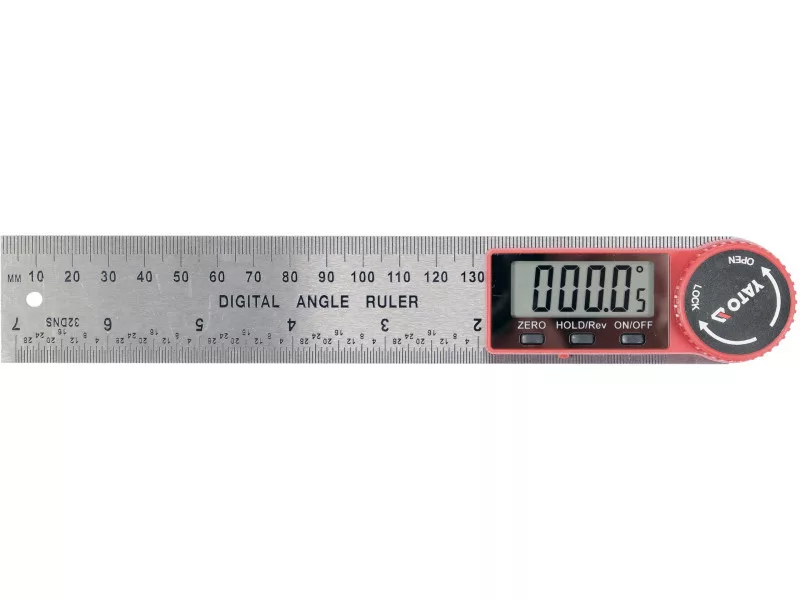 MM 10 20 30 40 50 60 70 80 90 100 110 120 130
DIGITAL ANGLE RULER
7 32DNS 6 5 4 3 2
000.0°5
ZERO HOLD/Rev ON/OFF
OPEN
YATO
LOCK